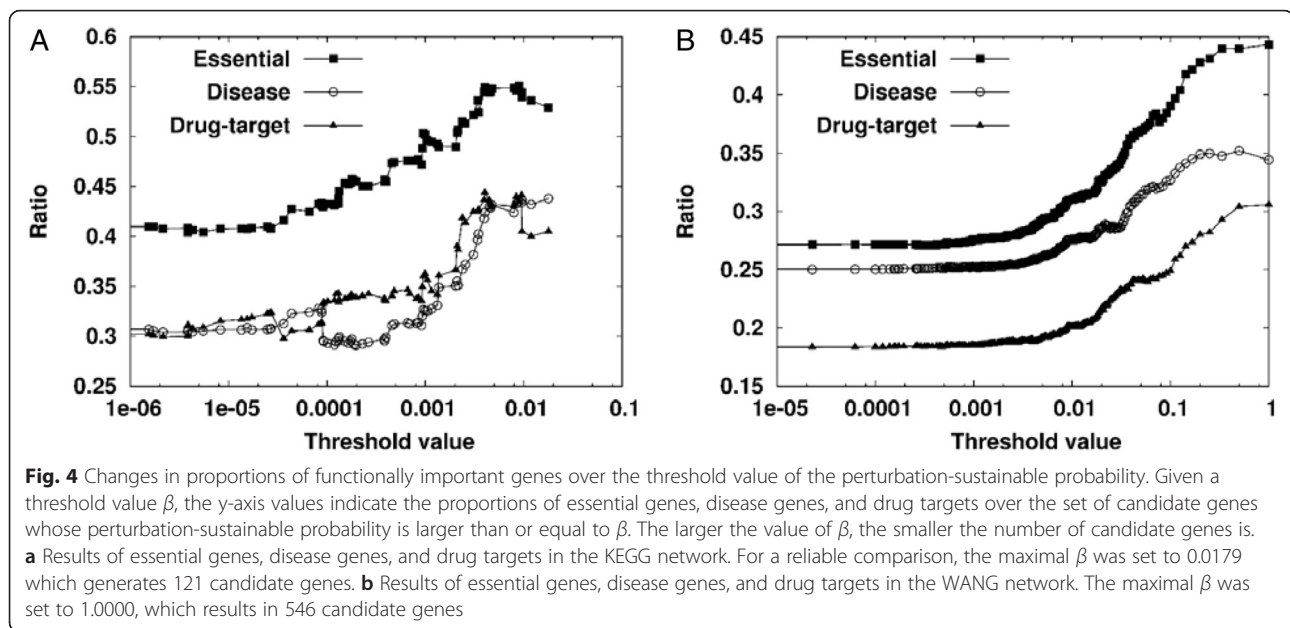 A
0.6
0.55
0.5
0.45
0.4
0.35
0.3
0.25
Ratio
Essential
Disease
Drug-target
1e-06 1e-05 0.0001 0.001 0.01 0.1
Threshold value
B
0.45
0.35
0.25
0.15
Ratio
Essential
Disease
Drug-target
1e-05 0.0001 0.001 0.01 0.1 1
Threshold value
Fig. 4 Changes in proportions of functionally important genes over the threshold value of the perturbation-sustainable probability. Given a
threshold value β, the y-axis values indicate the proportions of essential genes, disease genes, and drug targets over the set of candidate genes
whose perturbation-sustainable probability is larger than or equal to β. The larger the value of β, the smaller the number of candidate genes is.
a Results of essential genes, disease genes, and drug targets in the KEGG network. For a reliable comparison, the maximal β was set to 0.0179
which generates 121 candidate genes. b Results of essential genes, disease genes, and drug targets in the WANG network. The maximal β was
set to 1.0000, which results in 546 candidate genes